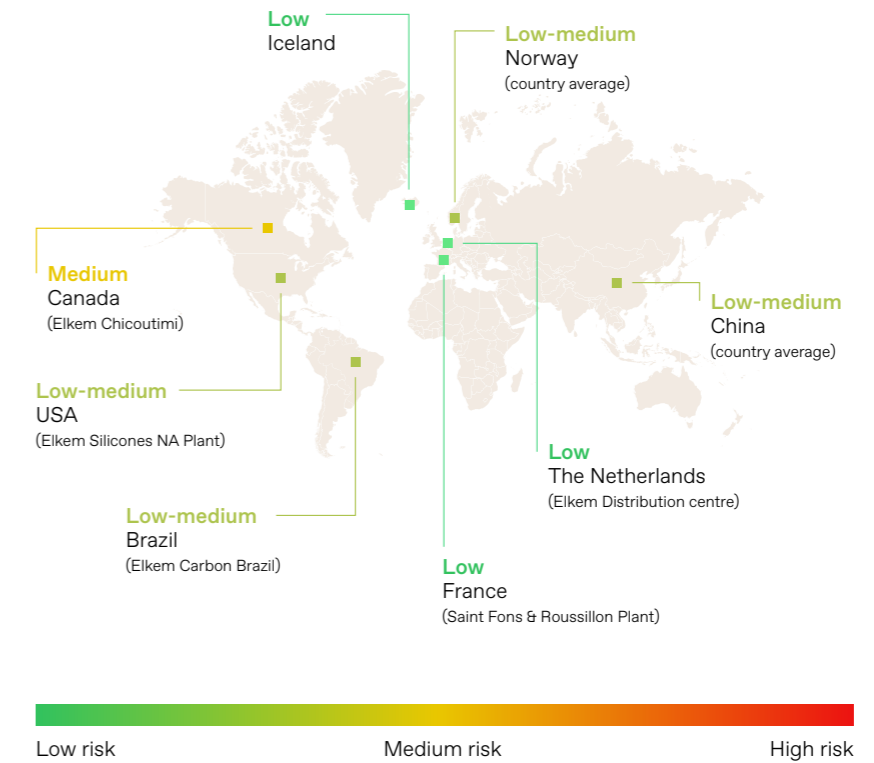 Low
Iceland
Low-medium
Norway
(country average)
Medium
Canada
(Elkem Chicoutimi)
Low-medium
China
(country average)
Low-medium
USA
(Elkem Silicones NA Plant)
Low
The Netherlands
(Elkem Distribution centre)
Low-medium
Brazil
(Elkem Carbon Brazil)
Low
France
(Saint Fons & Roussillon Plant)
Low risk
Medium risk
High risk